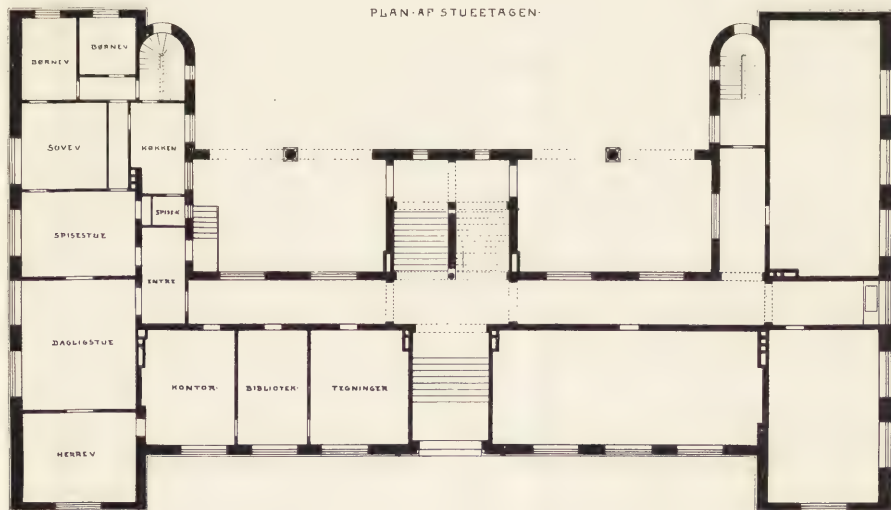 PLAN·AF STUEETAGEN·
BØRNEV
BØRNEV
SOVEV
KØKKEN
SPISEK
SPISESTUE
ENTRE
DAGLIGSTUE
KONTOR·
BIBLIOTEK·
TEGNINGER
HERREV